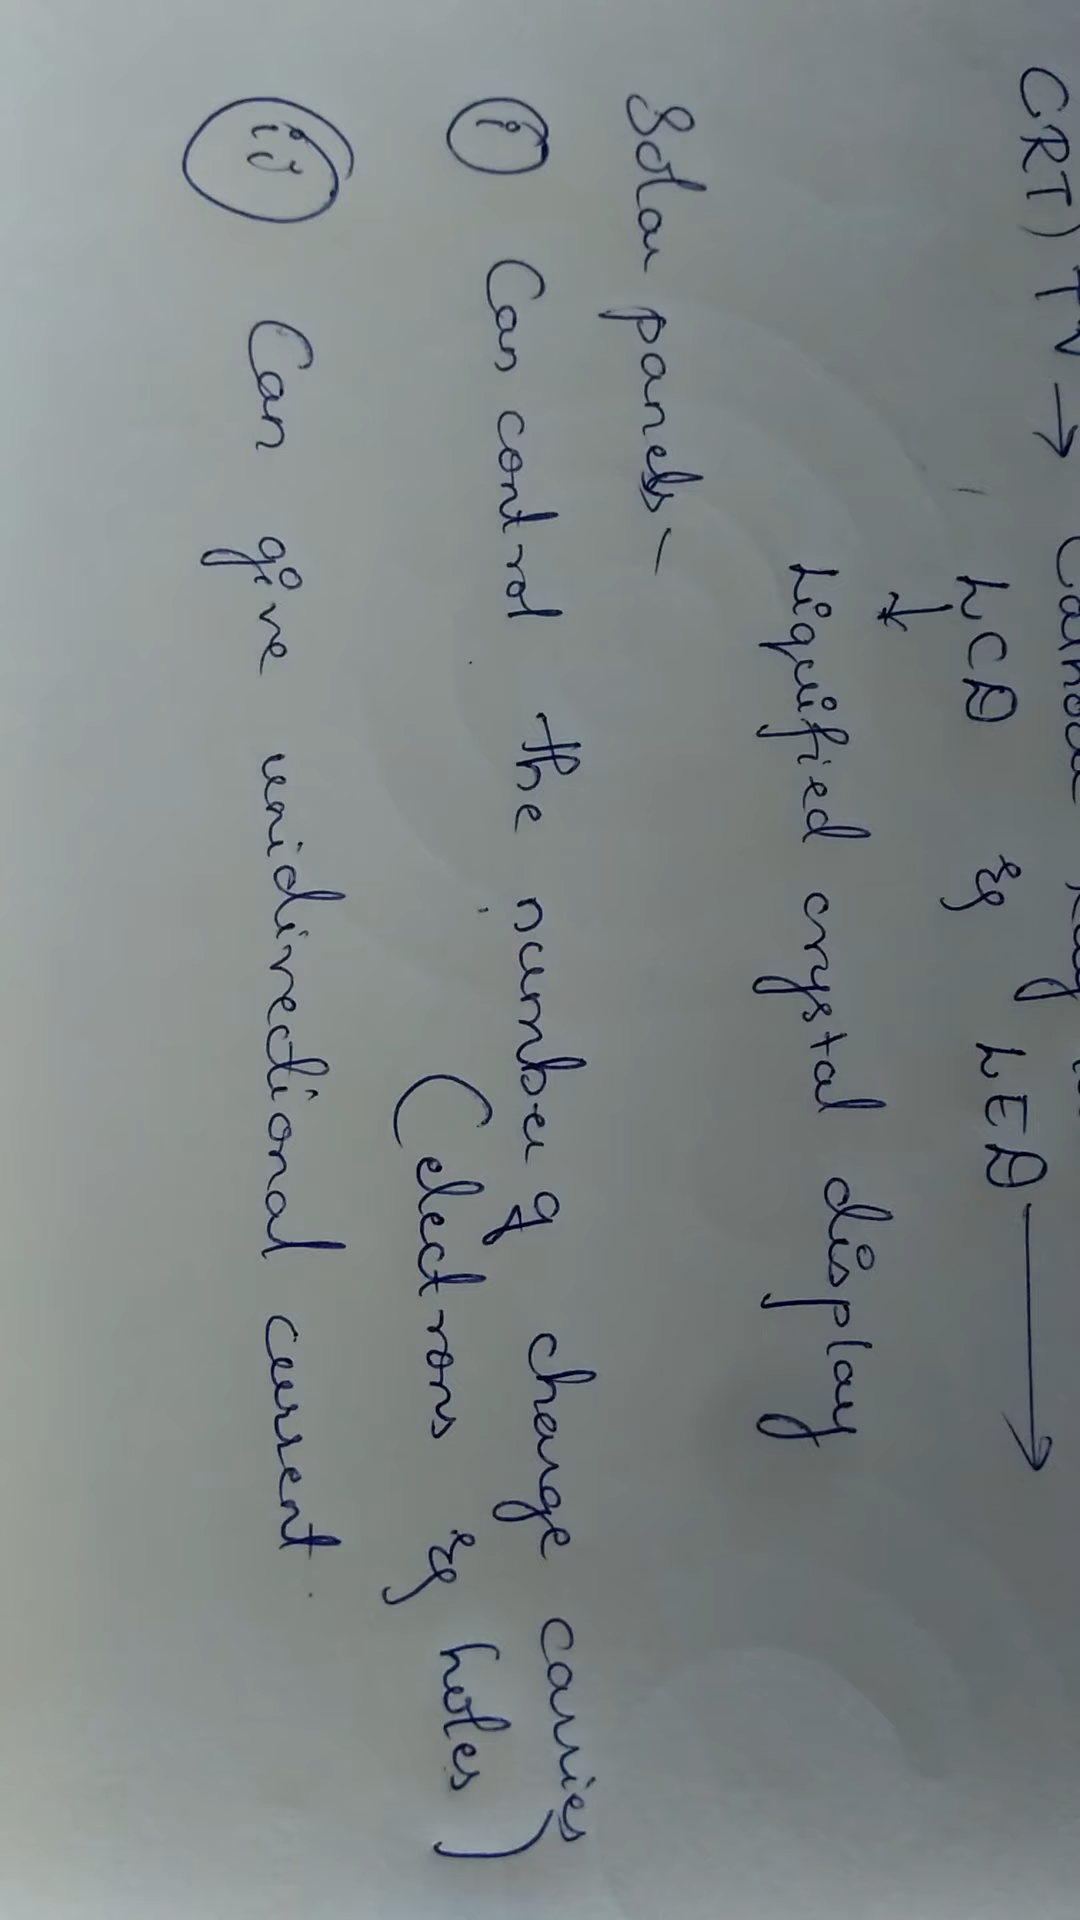 CRT) TV →
LCD & LED →
↓
Liquified crystal display
Solar panels -
(i) Can control the number of charge carries
(electrons & holes)
(ii) Can give unidirectional current.